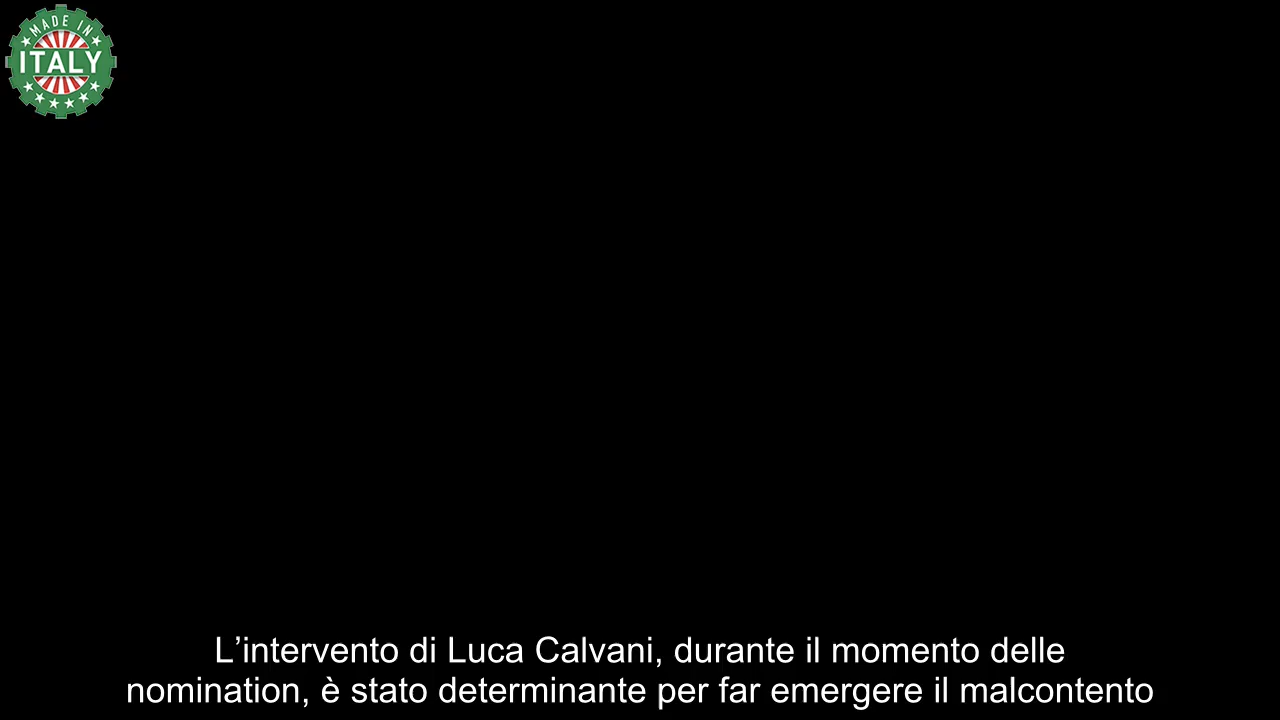 MADE IN
ITALY
L’intervento di Luca Calvani, durante il momento delle
nomination, è stato determinante per far emergere il malcontento